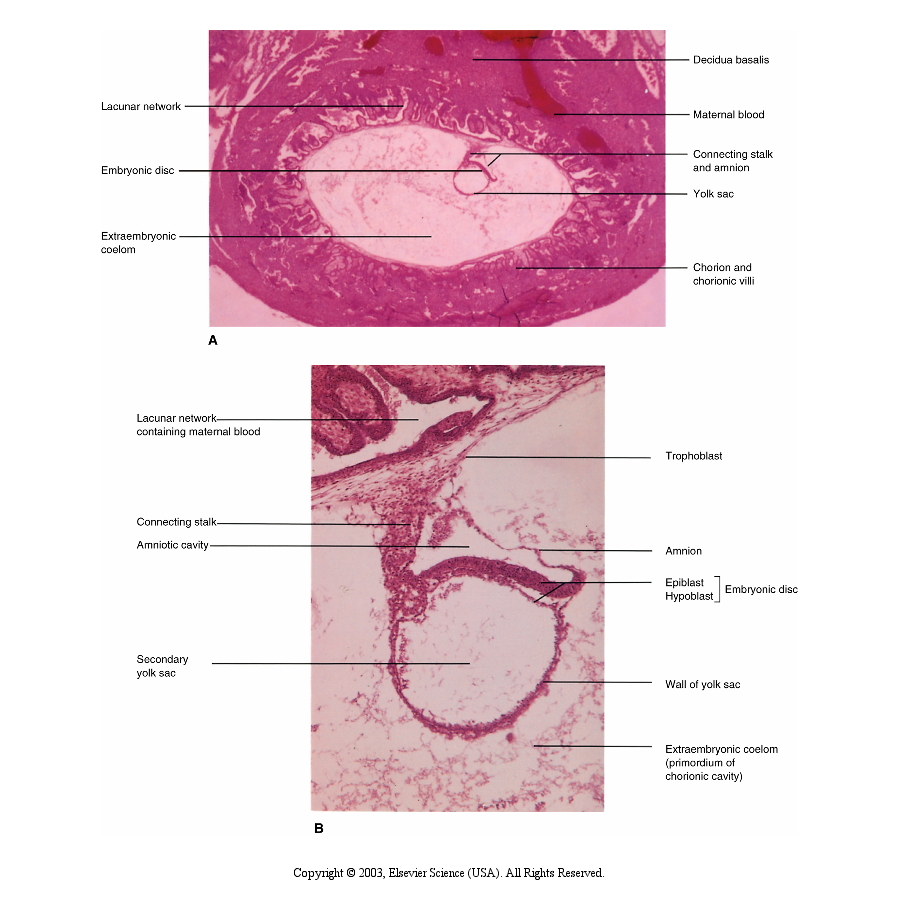 Decidua basalis
Lacunar network
Maternal blood
Connecting stalk
and amnion
Embryonic disc
Yolk sac
Extraembryonic
coelom
Chorion and
chorionic villi
A
Lacunar network
containing maternal blood
Trophoblast
Connecting stalk
Amniotic cavity
Amnion
Epiblast
Hypoblast
Embryonic disc
Secondary
yolk sac
Wall of yolk sac
Extraembryonic coelom
(primordium of
chorionic cavity)
B
Copyright © 2003, Elsevier Science (USA). All Rights Reserved.